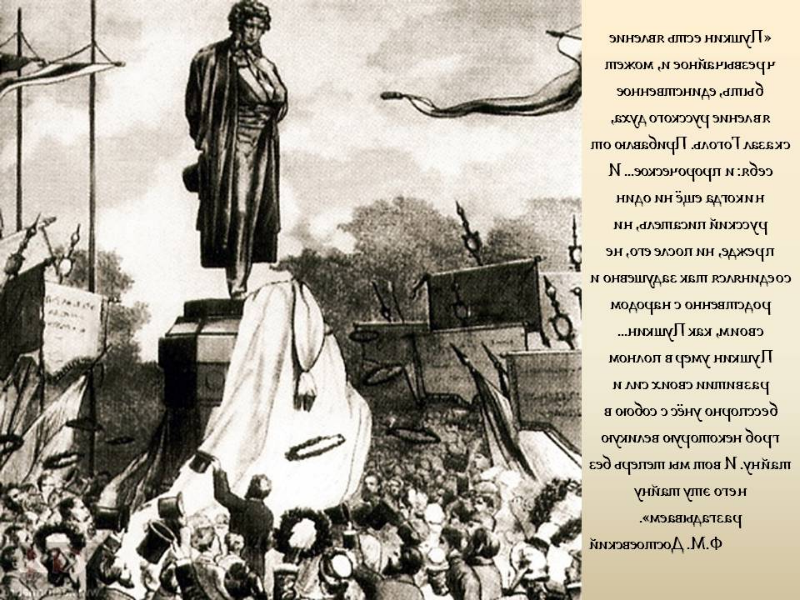 «Пушкин есть явление
чрезвычайное и, может
быть, единственное
явление русского духа,
сказал Гоголь. Прибавлю от
себя: и пророческое... И
никогда ещё ни один
русский писатель, ни
прежде, ни после его, не
соединялся так задушевно и
родственно с народом
своим, как Пушкин...
Пушкин умер в полном
развитии своих сил и
бесспорно унёс с собою в
гроб некоторую великую
тайну. И вот мы теперь без
него эту тайну
разгадываем».
Ф.М. Достоевский